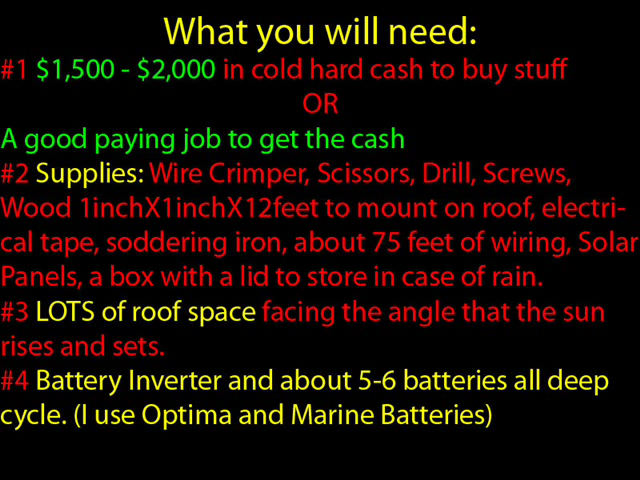 What you will need:
#1 $1,500 - $2,000 in cold hard cash to buy stuff
OR
A good paying job to get the cash
#2 Supplies: Wire Crimper, Scissors, Drill, Screws,
Wood 1inchX1inchX12feet to mount on roof, electri-
cal tape, soddering iron, about 75 feet of wiring, Solar
Panels, a box with a lid to store in case of rain.
#3 LOTS of roof space facing the angle that the sun
rises and sets.
#4 Battery Inverter and about 5-6 batteries all deep
cycle. (I use Optima and Marine Batteries)